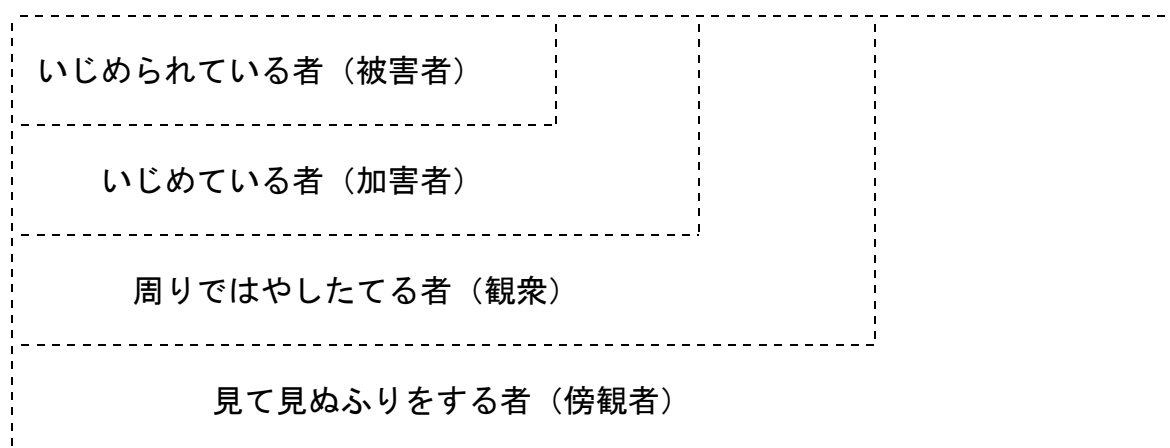 いじめられている者（被害者）
いじめている者（加害者）
周りではやしたてる者（観衆）
見て見ぬふりをする者（傍観者）